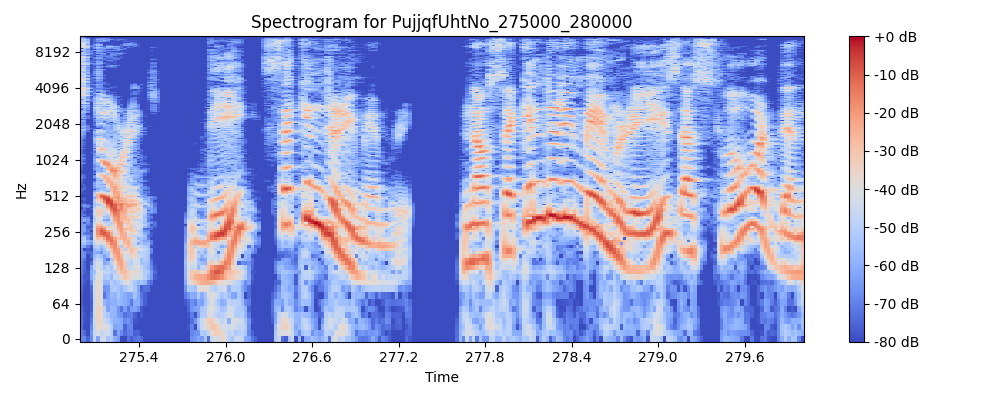 Spectrogram for PujjqfUhtNo_275000_280000
8192
4096
2048
1024
512
256
128
64
0
Hz
275.4 276.0 276.6 277.2 277.8 278.4 279.0 279.6
Time
+0 dB
-10 dB
-20 dB
-30 dB
-40 dB
-50 dB
-60 dB
-70 dB
-80 dB